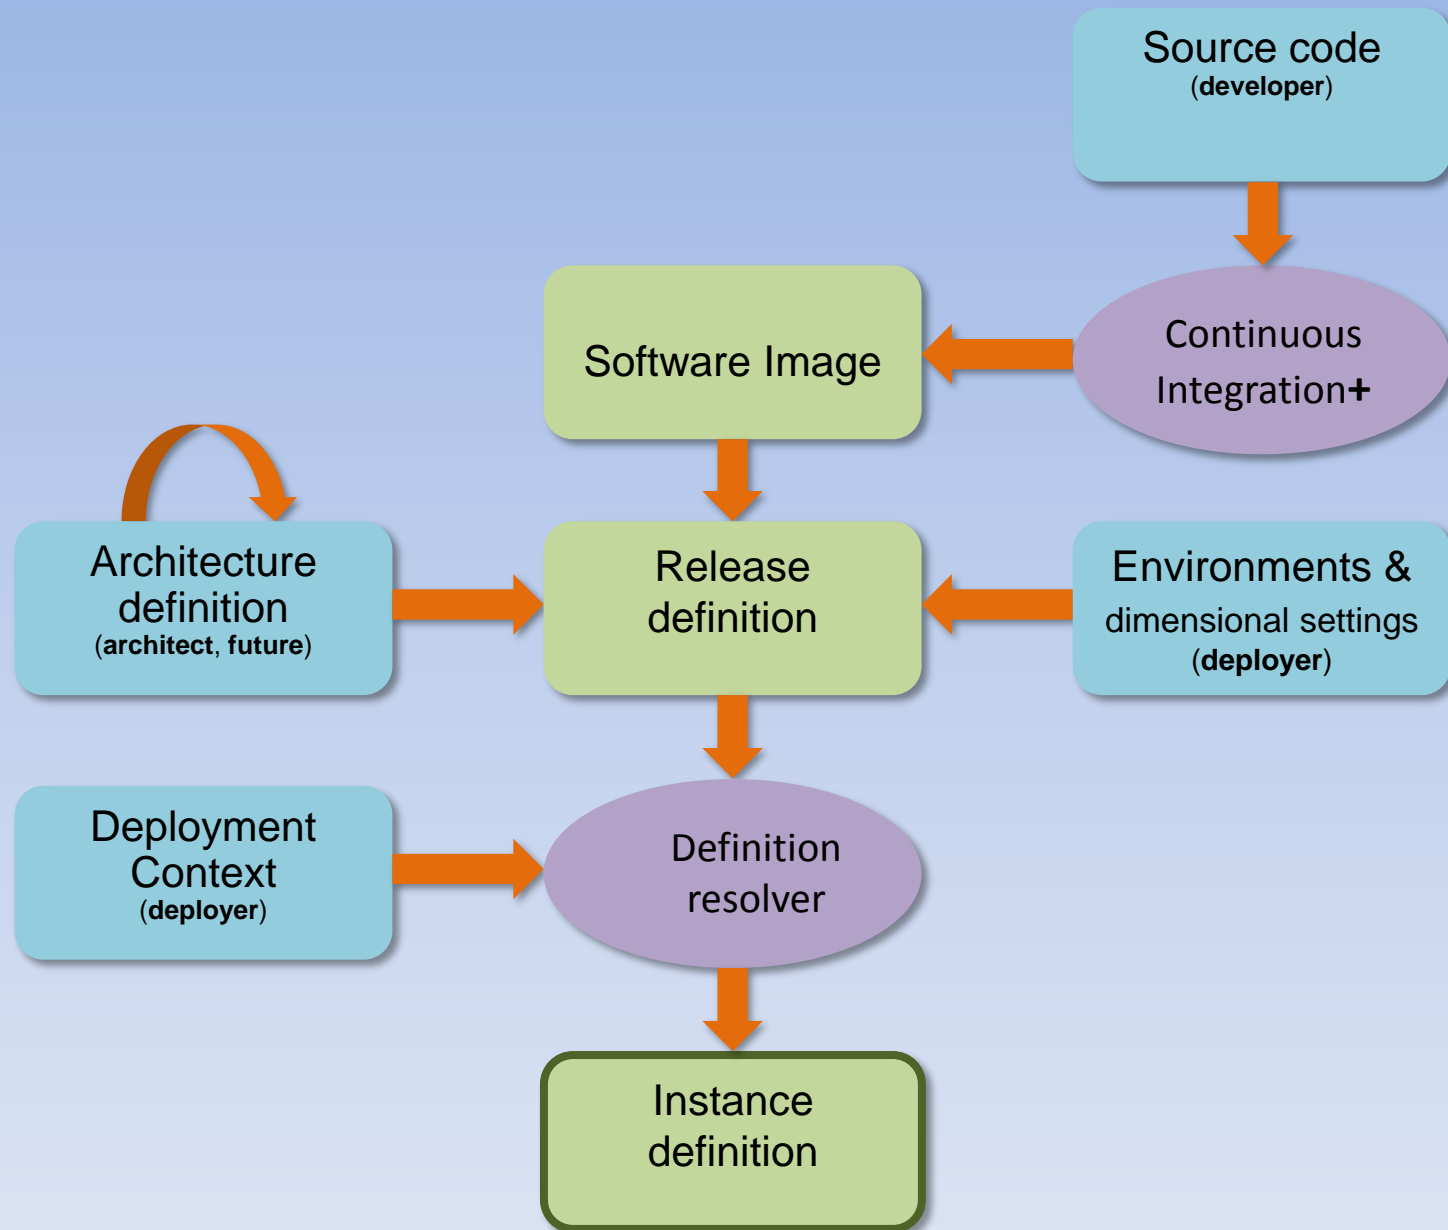 Source code
(developer)
Software Image
Continuous
Integration+
Architecture
definition
(architect, future)
Release
definition
Environments &
dimensional settings
(deployer)
Deployment
Context
(deployer)
Definition
resolver
Instance
definition